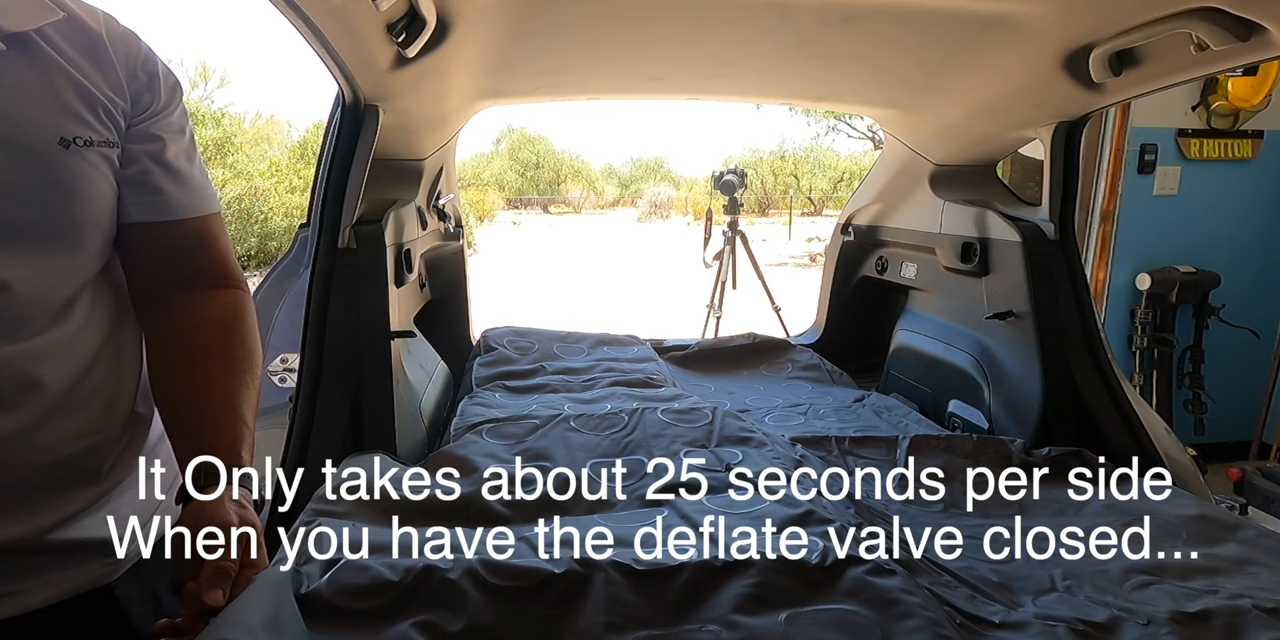 Columbia
R HUTTON
It Only takes about 25 seconds per side
When you have the deflate valve closed...